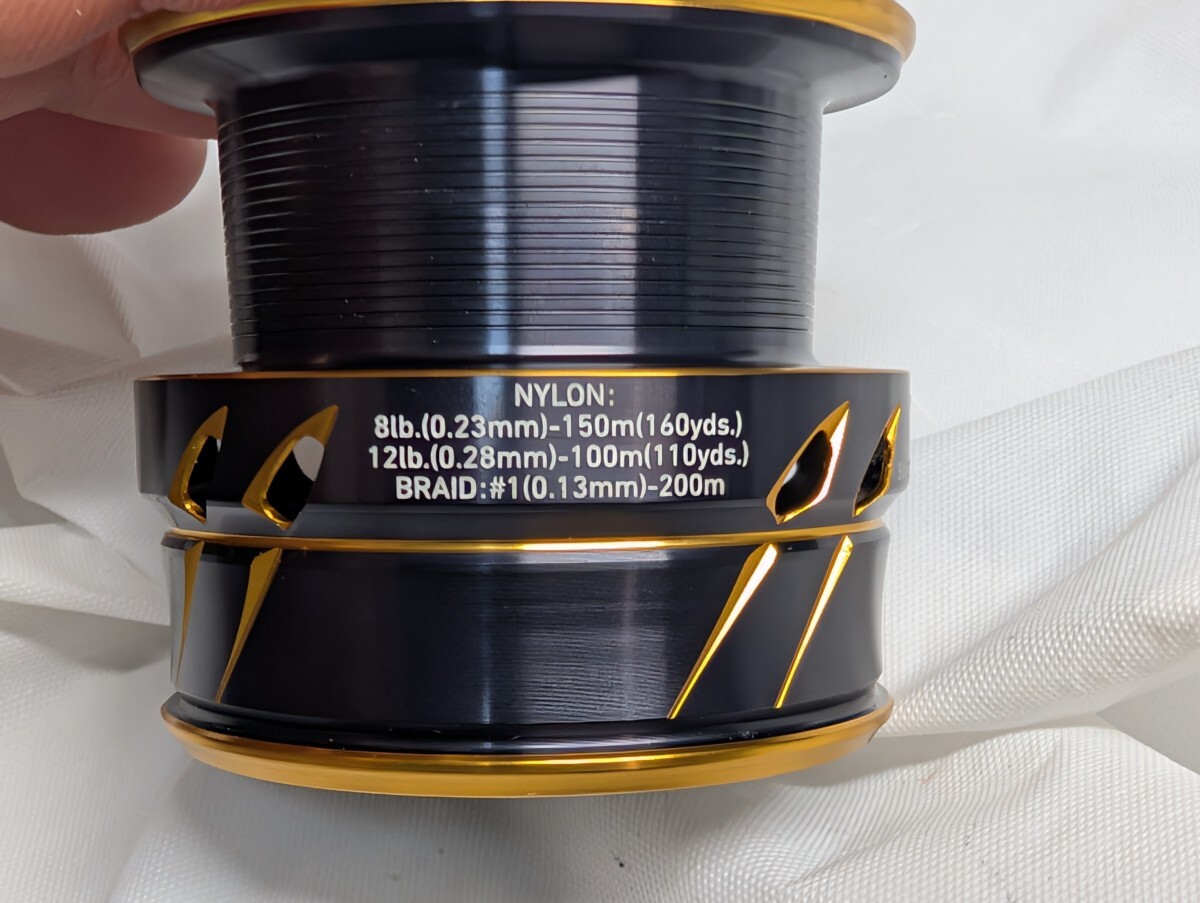 NYLON:
8lb.(0.23mm)-150m(160yds.)
12lb.(0.28mm)-100m(110yds.)
BRAID:#1(0.13mm)-200m